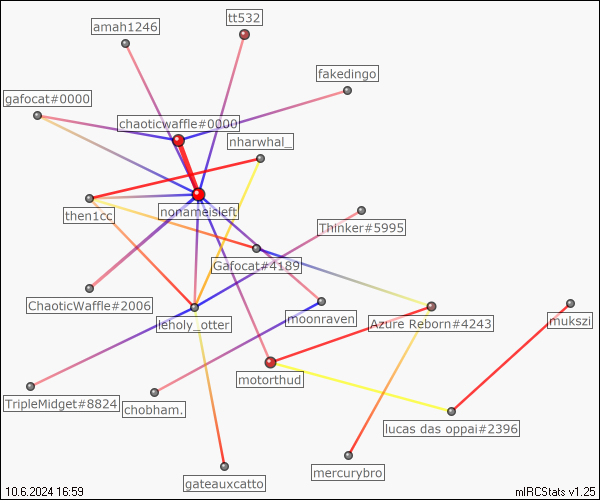 amah1246
tt532
fakedingo
gafocat#0000
chaoticwaffle#0000
nharwhal_
then1cc
nonameisleft
Thinker#5995
Gafocat#4189
ChaoticWaffle#2006
leholy_otter
moonraven
Azure Reborn#4243
mukszi
motorthud
TripleMidget#8824
chobham.
lucas das oppai#2396
gateauxcatto
mercurybro
10.6.2024 16:59
mIRCStats v1.25